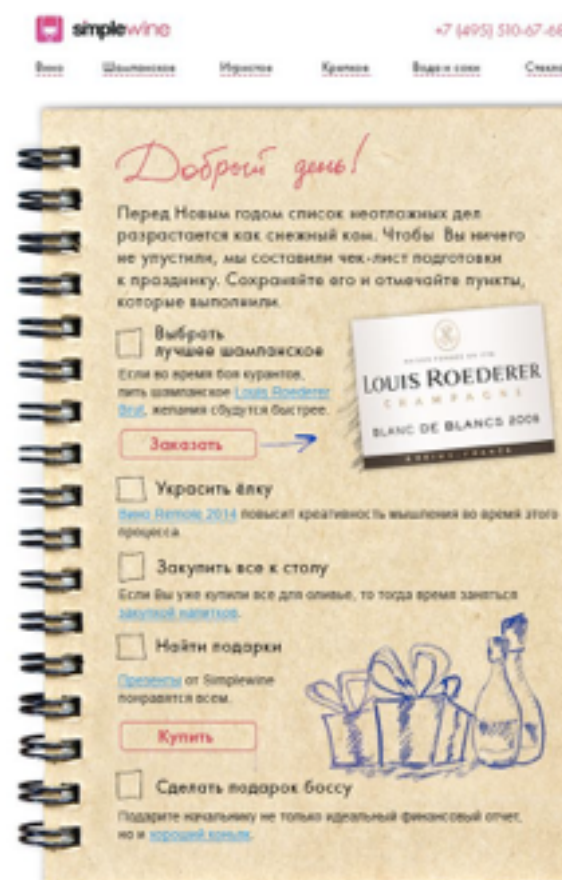 simplewine
+7 (495) 510-67-68
Вино Шампанское Игристое Крепкое Вода и соки Стекло
Добрый день!
Перед Новым годом список неотложных дел
разрастается как снежный ком. Чтобы Вы ничего
не упустили, мы составили чек-лист подготовки
к празднику. Сохраняйте его и отмечайте пункты,
которые выполнили.
Выбрать
лучшее шампанское
Если во время боя курантов,
пить шампанское Louis Roederer
Brut, желания сбудутся быстрее.
Заказать
LOUIS ROEDERER
CHAMPAGNE
BLANC DE BLANCS 2008
Украсить ёлку
Вино Remole 2014 повысит креативность мышления во время этого
процесса.
Закупить все к столу
Если Вы уже купили все для оливье, то тогда время заняться
закупкой напитков.
Найти подарки
Презенты от Simplewine
понравятся всем.
Купить
Сделать подарок боссу
Подарите начальнику не только идеальный финансовый отчет,
но и хороший коньяк.